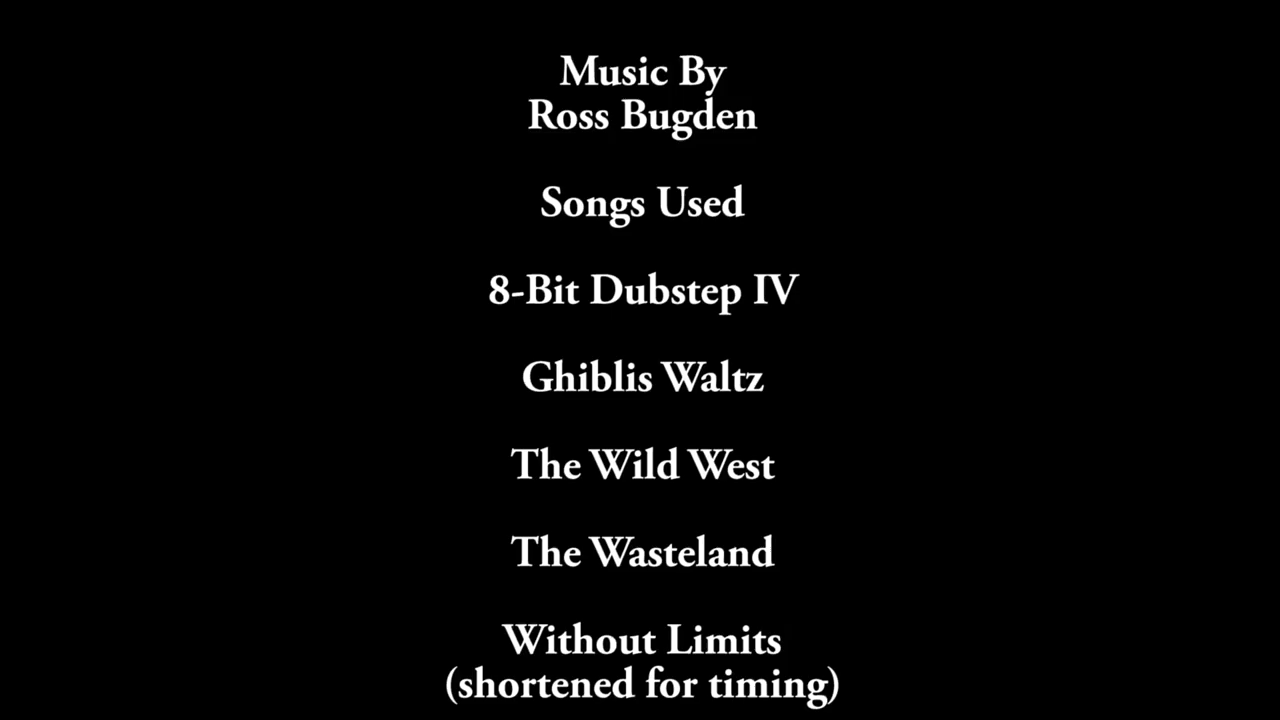 Music By
Ross Bugden
Songs Used
8-Bit Dubstep IV
Ghiblis Waltz
The Wild West
The Wasteland
Without Limits
(shortened for timing)